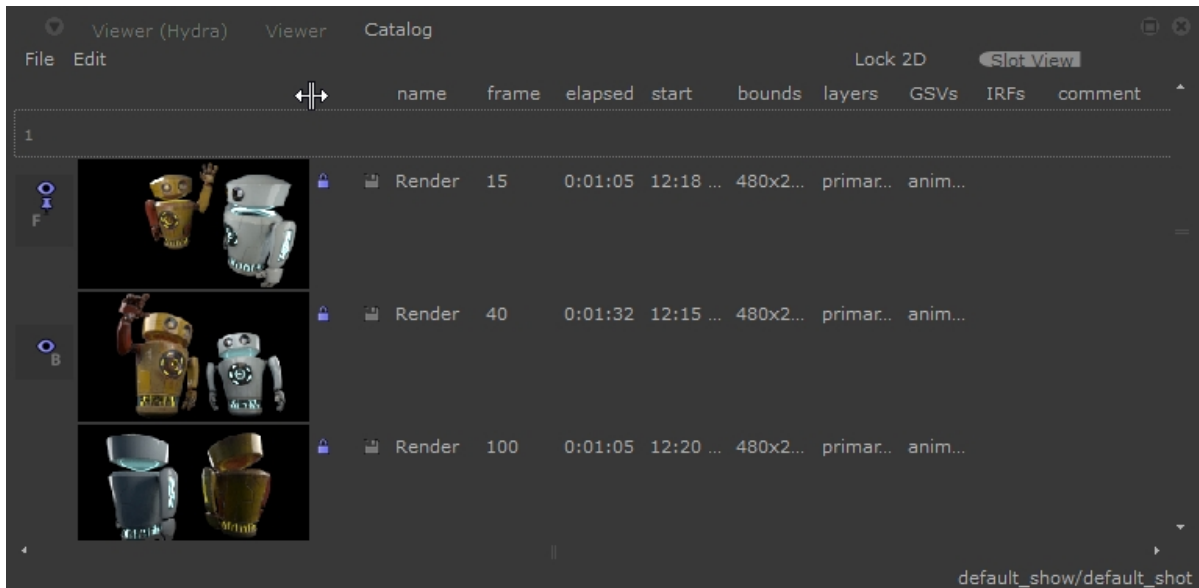 Viewer (Hydra) Viewer Catalog
File Edit Lock 2D Slot View
name frame elapsed start bounds layers GSVs IRFs comment
1
F Render 15 0:01:05 12:18 ... 480x2... primar... anim...
B Render 40 0:01:32 12:15 ... 480x2... primar... anim...
Render 100 0:01:05 12:20 ... 480x2... primar... anim...
default_show/default_shot